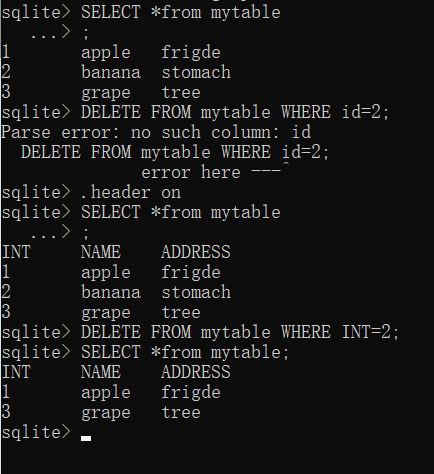 sqlite> SELECT *from mytable
   ...> ;
1       apple   frigde
2       banana  stomach
3       grape   tree
sqlite> DELETE FROM mytable WHERE id=2;
Parse error: no such column: id
  DELETE FROM mytable WHERE id=2;
              error here ---^
sqlite> .header on
sqlite> SELECT *from mytable
   ...> ;
INT     NAME    ADDRESS
1       apple   frigde
2       banana  stomach
3       grape   tree
sqlite> DELETE FROM mytable WHERE INT=2;
sqlite> SELECT *from mytable;
INT     NAME    ADDRESS
1       apple   frigde
3       grape   tree
sqlite>